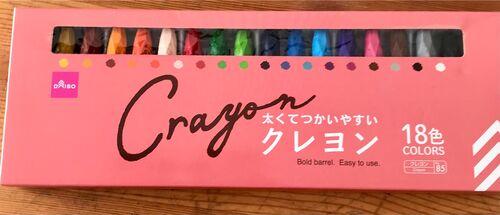 DAISO
Crayon
太くてつかいやすい
クレヨン
Bold barrel. Easy to use.
18色
COLORS
クレヨン
Crayon
No.
85